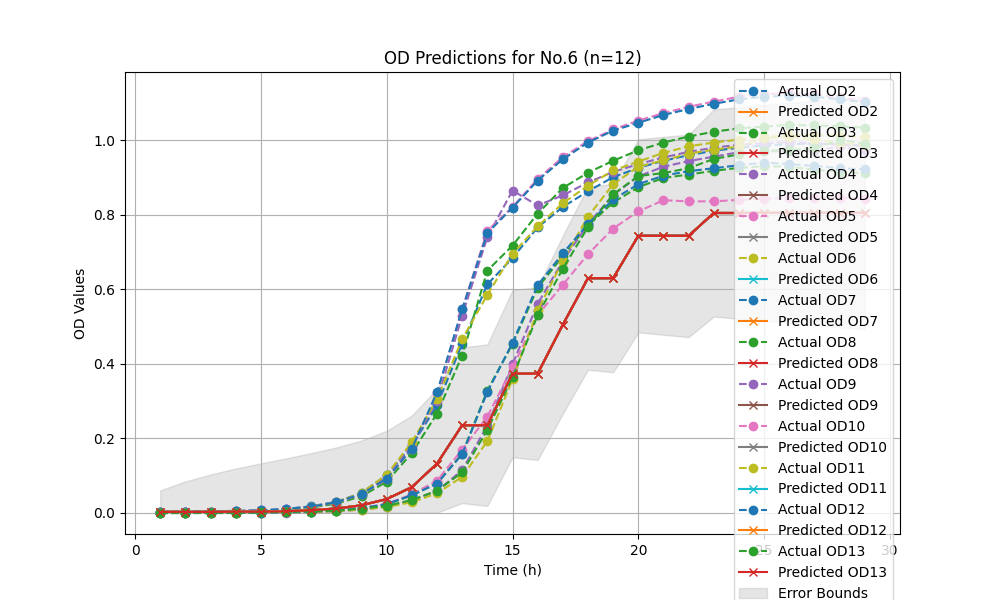 OD Predictions for No.6 (n=12)
OD Values
1.0
0.8
0.6
0.4
0.2
0.0
0
5
10
15
20
25
30
Time (h)
Actual OD2
Predicted OD2
Actual OD3
Predicted OD3
Actual OD4
Predicted OD4
Actual OD5
Predicted OD5
Actual OD6
Predicted OD6
Actual OD7
Predicted OD7
Actual OD8
Predicted OD8
Actual OD9
Predicted OD9
Actual OD10
Predicted OD10
Actual OD11
Predicted OD11
Actual OD12
Predicted OD12
Actual OD13
Predicted OD13
Error Bounds